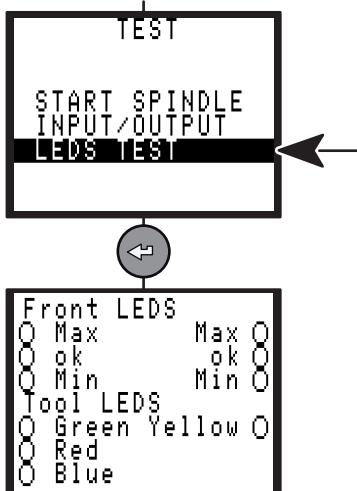 TEST
START SPINDLE
INPUT/OUTPUT
LEDS TEST
Front LEDS
Max Max
ok ok
Min Min
Tool LEDS
Green Yellow
Red
Blue